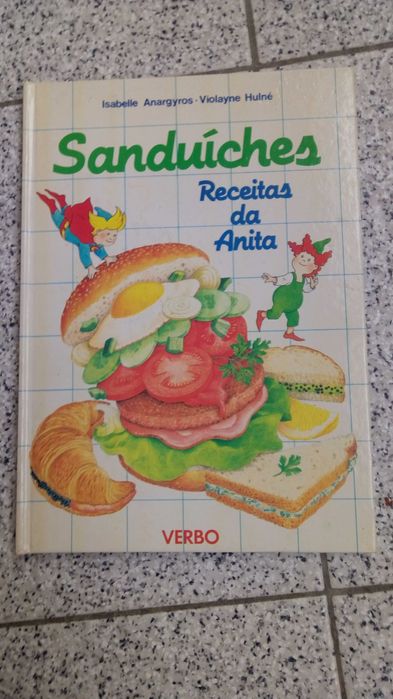 Isabelle Anargyros · Violayne Hulné
Sanduíches
Receitas
da
Anita
VERBO